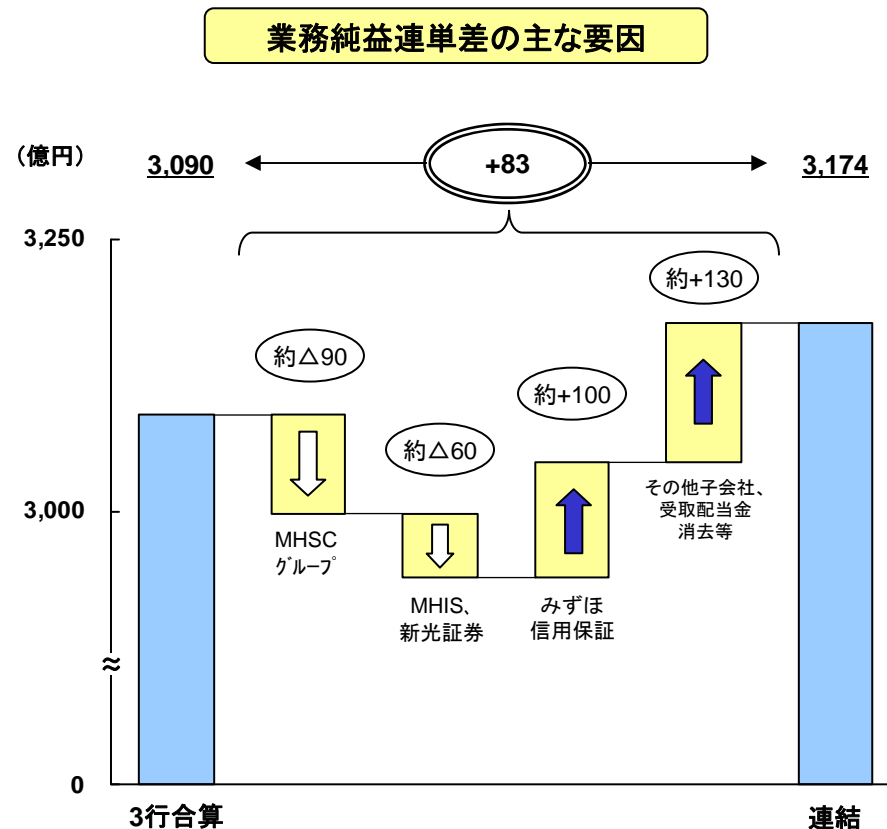 業務純益連単差の主な要因
（億円）
3,090
+83
3,174
3,250
約+130
約△90
約+100
約△60
3,000
MHSC
ｸﾞﾙｰﾌﾟ
その他子会社、
受取配当金
消去等
MHIS、
新光証券
みずほ
信用保証
≈
0
3行合算
連結